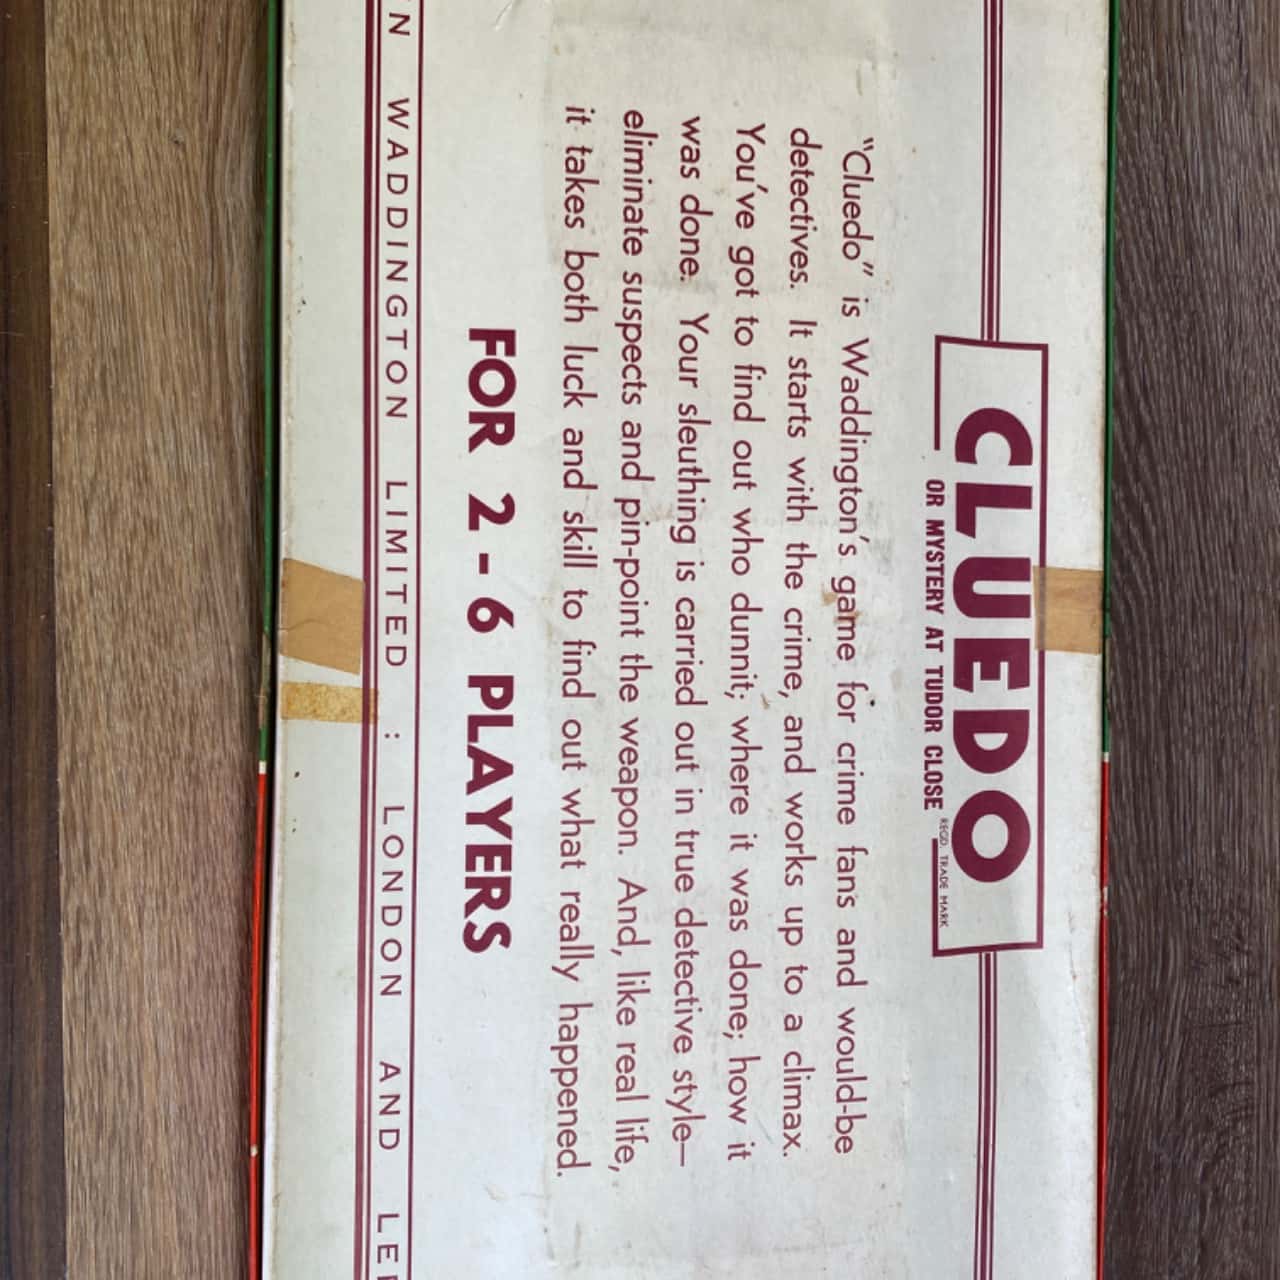 CLUEDO
OR MYSTERY AT TUDOR CLOSE
REGD. TRADE MARK
"Cluedo" is Waddington's game for crime fans and would-be
detectives. It starts with the crime, and works up to a climax.
You've got to find out who dunnit; where it was done; how it
was done. Your sleuthing is carried out in true detective style—
eliminate suspects and pin-point the weapon. And, like real life,
it takes both luck and skill to find out what really happened.
FOR 2 - 6 PLAYERS
N WADDINGTON LIMITED : LONDON AND LE